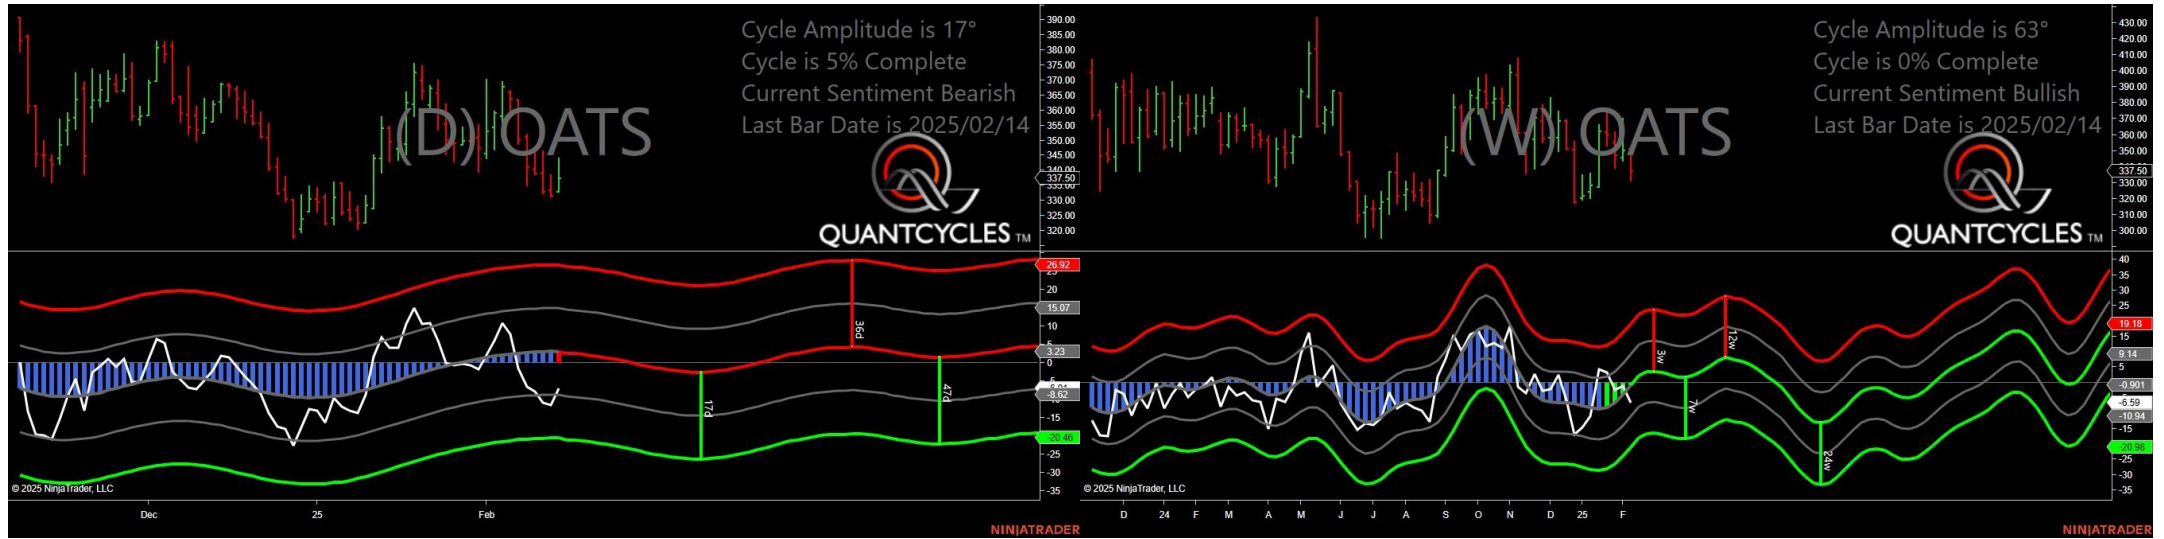 Cycle Amplitude is 17°
Cycle is 5% Complete
Current Sentiment Bearish
Last Bar Date is 2025/02/14
(D) OATS
QUANTCYCLES TM
390.00
385.00
380.00
375.00
370.00
365.00
360.00
355.00
350.00
345.00
340.00
337.50
335.00
330.00
325.00
320.00
26.92
20
15.07
10
5
3.23
0
-8.62
-15
-20.46
-25
-30
-35
36d
17d
47d
© 2025 NinjaTrader, LLC
Dec
25
Feb
NINJATRADER
Cycle Amplitude is 63°
Cycle is 0% Complete
Current Sentiment Bullish
Last Bar Date is 2025/02/14
(W) OATS
QUANTCYCLES TM
430.00
420.00
410.00
400.00
390.00
380.00
370.00
360.00
350.00
337.50
330.00
320.00
310.00
300.00
40
35
30
25
19.18
15
9.14
5
-0.901
-6.59
-10.94
-15
-20.98
-25
-30
-35
3w
12w
7w
24w
© 2025 NinjaTrader, LLC
D 24 F M A M J J A S O N D 25 F
NINJATRADER